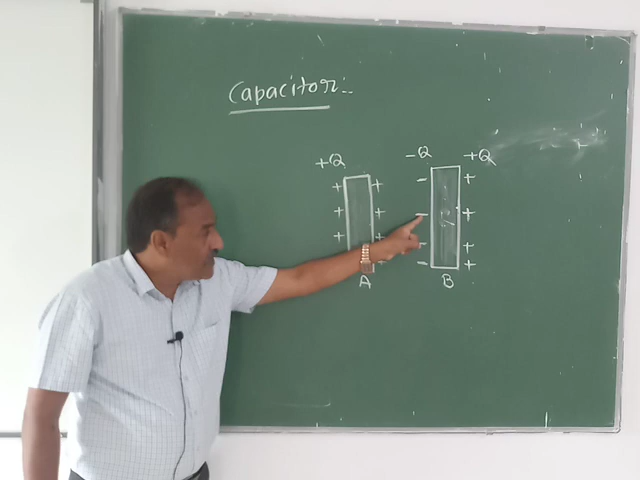 Capacitor:-
+Q -Q +Q
+ + - +
+ + - +
+ + - +
+ - +
A B